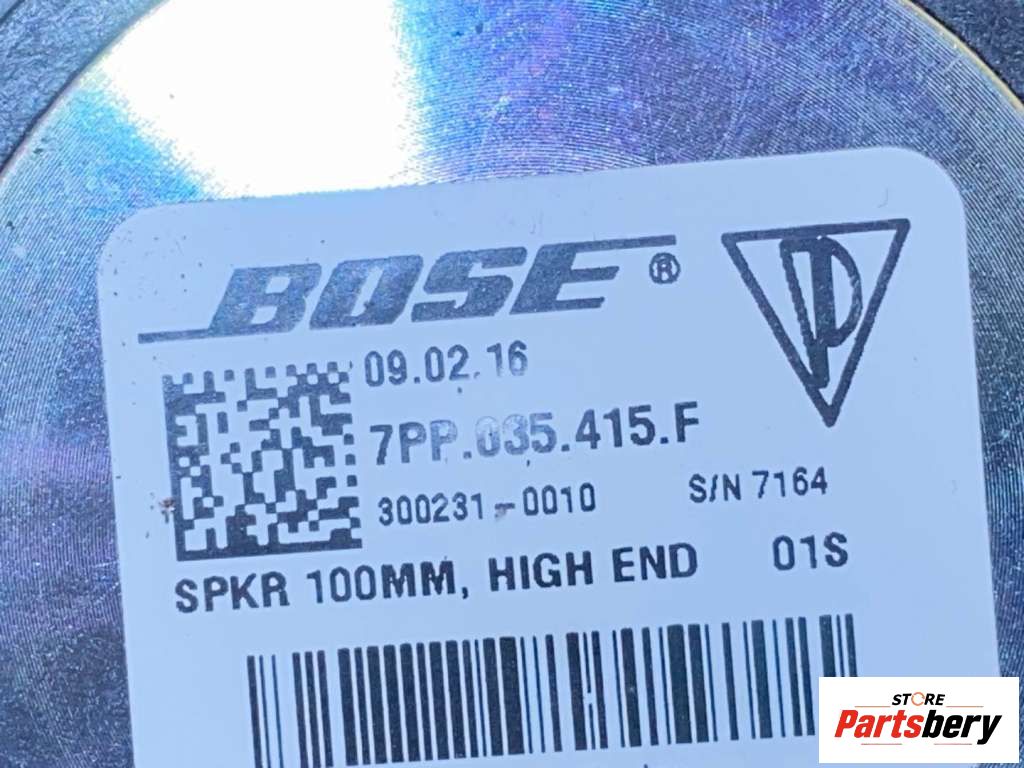 BOSE®
P
09.02.16
7PP.035.415.F
300231-0010 S/N 7164
SPKR 100MM, HIGH END 01S
STORE
Partsbery